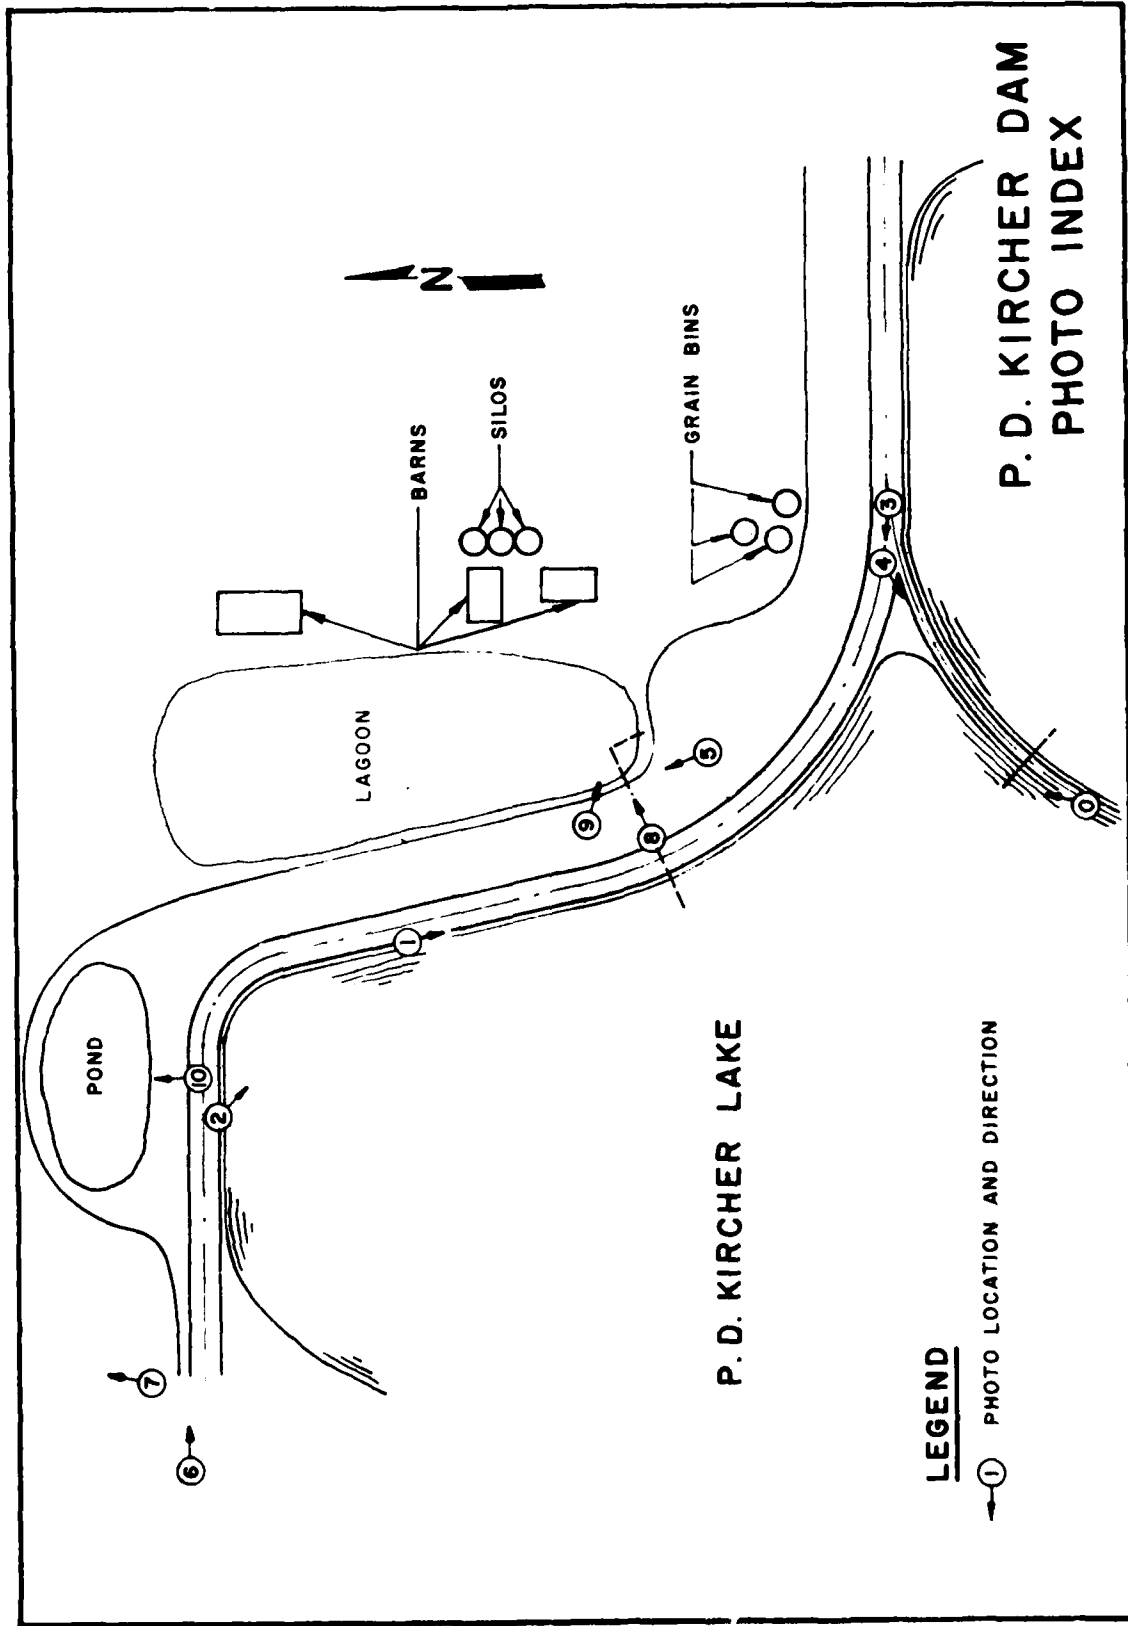 POND
LAGOON
BARNS
SILOS
GRAIN BINS
N
7
6
10
2
1
9
8
5
4
3
0
P. D. KIRCHER LAKE
LEGEND
1 PHOTO LOCATION AND DIRECTION
P. D. KIRCHER DAM
PHOTO INDEX